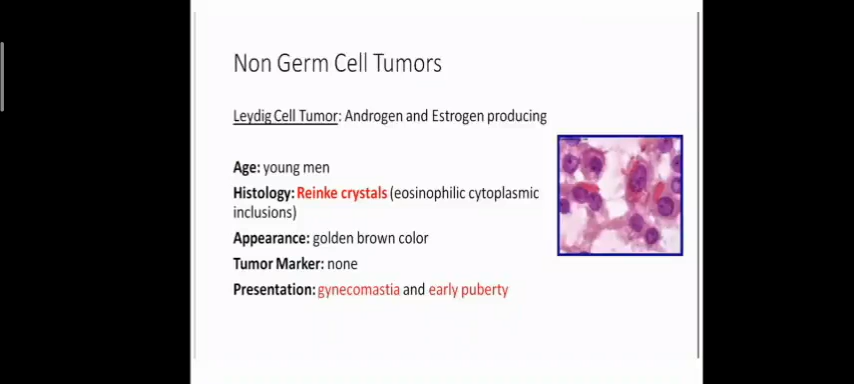 Non Germ Cell Tumors
Leydig Cell Tumor: Androgen and Estrogen producing
Age: young men
Histology: Reinke crystals (eosinophilic cytoplasmic
inclusions)
Appearance: golden brown color
Tumor Marker: none
Presentation: gynecomastia and early puberty